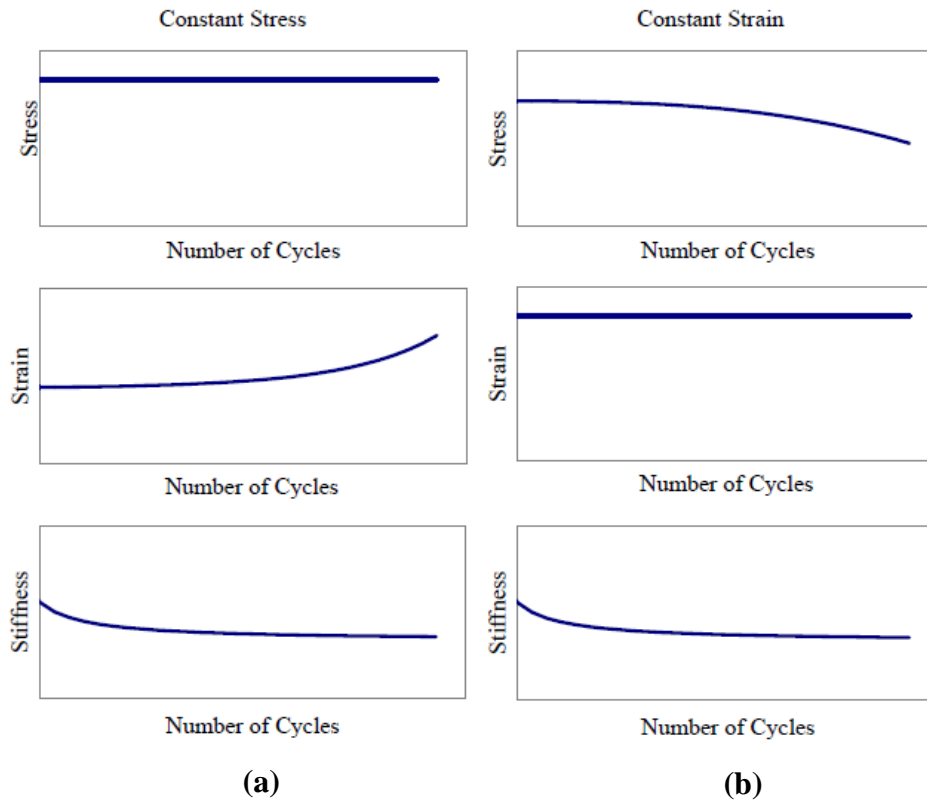 Constant Stress
Constant Strain
Stress
Number of Cycles
Stress
Number of Cycles
Strain
Number of Cycles
Strain
Number of Cycles
Stiffness
Number of Cycles
Stiffness
Number of Cycles
(a)
(b)